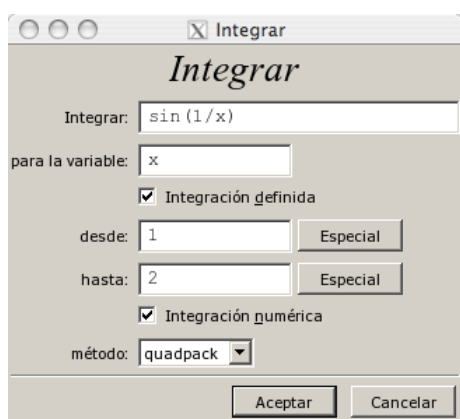 Integrar
Integrar
Integrar: sin(1/x)
para la variable: x
Integración definida
desde: 1 Especial
hasta: 2 Especial
Integración numérica
método: quadpack
Aceptar Cancelar